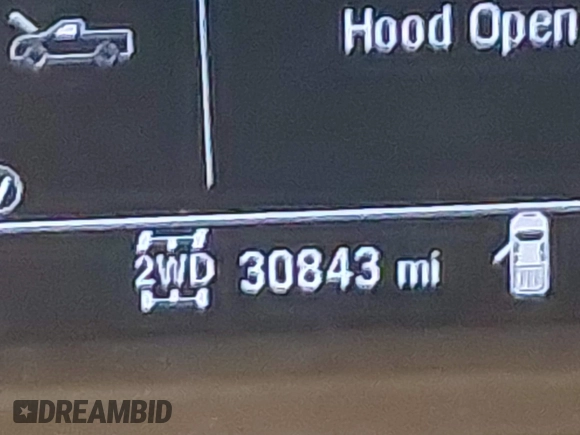 Hood Open
2WD 30843 mi
DREAMBID